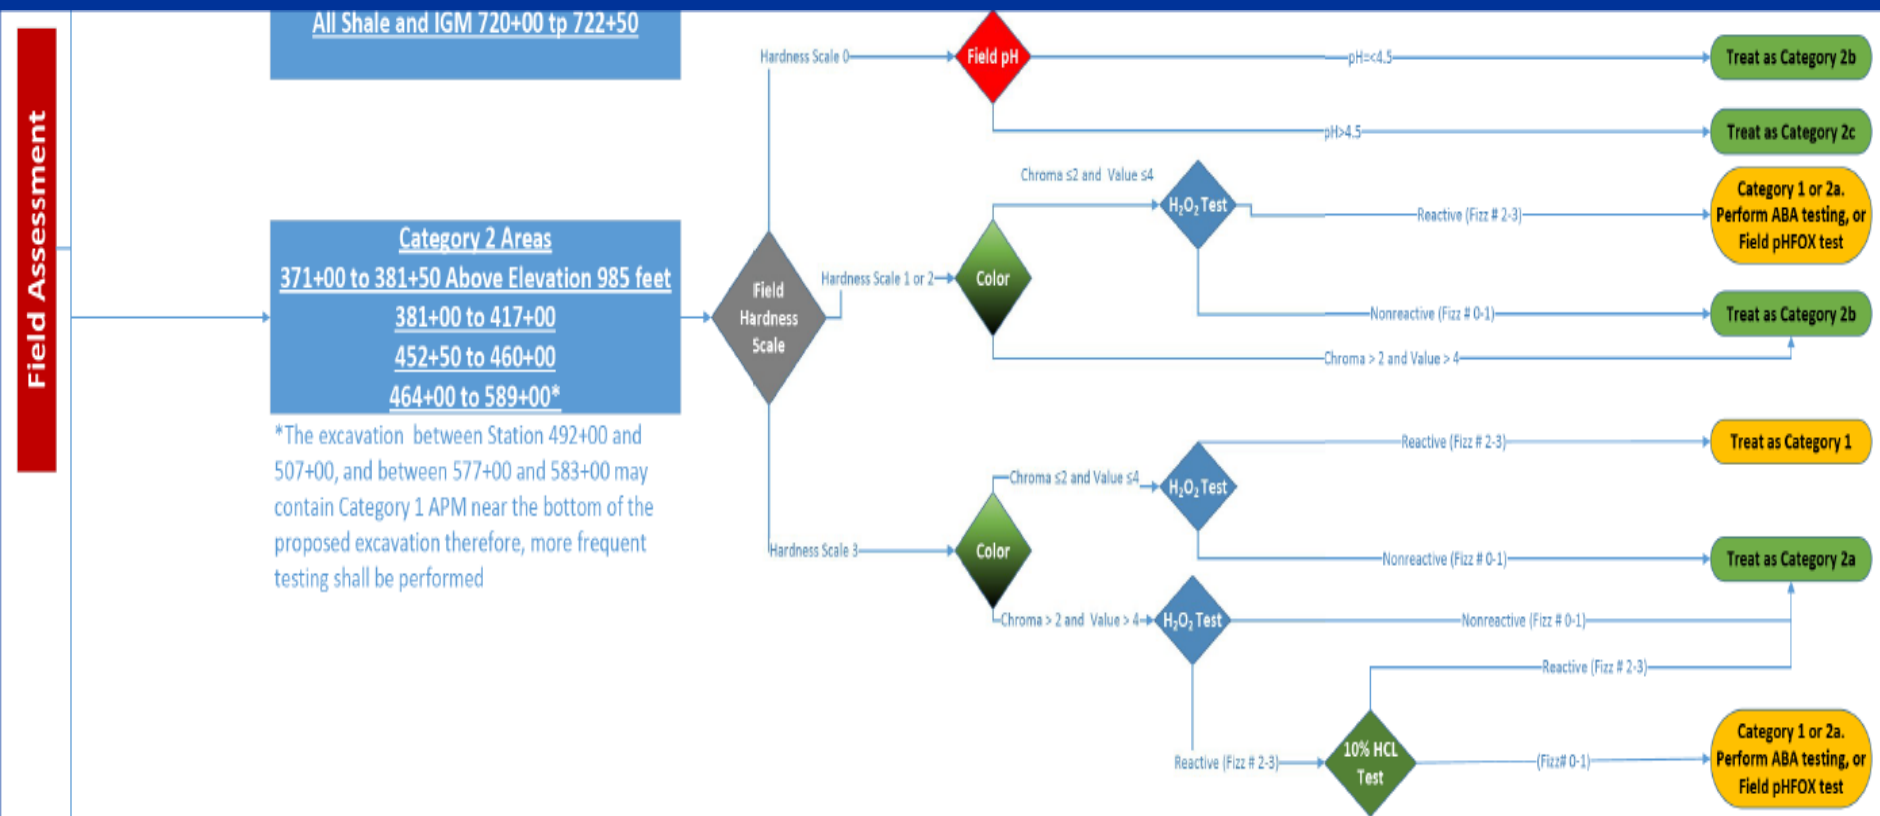 Field Assessment
All Shale and IGM 720+00 tp 722+50
Category 2 Areas
371+00 to 381+50 Above Elevation 985 feet
381+00 to 417+00
452+50 to 460+00
464+00 to 589+00*
*The excavation between Station 492+00 and
507+00, and between 577+00 and 583+00 may
contain Category 1 APM near the bottom of the
proposed excavation therefore, more frequent
testing shall be performed
Field
Hardness
Scale
Hardness Scale 0
Field pH
pH=<4.5
Treat as Category 2b
pH>4.5
Treat as Category 2c
Hardness Scale 1 or 2
Color
Chroma ≤2 and Value ≤4
H₂O₂ Test
Reactive (Fizz # 2-3)
Category 1 or 2a.
Perform ABA testing, or
Field pHFOX test
Nonreactive (Fizz # 0-1)
Treat as Category 2b
Chroma > 2 and Value > 4
Hardness Scale 3
Color
Chroma ≤2 and Value ≤4
H₂O₂ Test
Reactive (Fizz # 2-3)
Treat as Category 1
Nonreactive (Fizz # 0-1)
Treat as Category 2a
Chroma > 2 and Value > 4
H₂O₂ Test
Nonreactive (Fizz # 0-1)
Reactive (Fizz # 2-3)
Reactive (Fizz # 2-3)
10% HCL
Test
(Fizz# 0-1)
Category 1 or 2a.
Perform ABA testing, or
Field pHFOX test